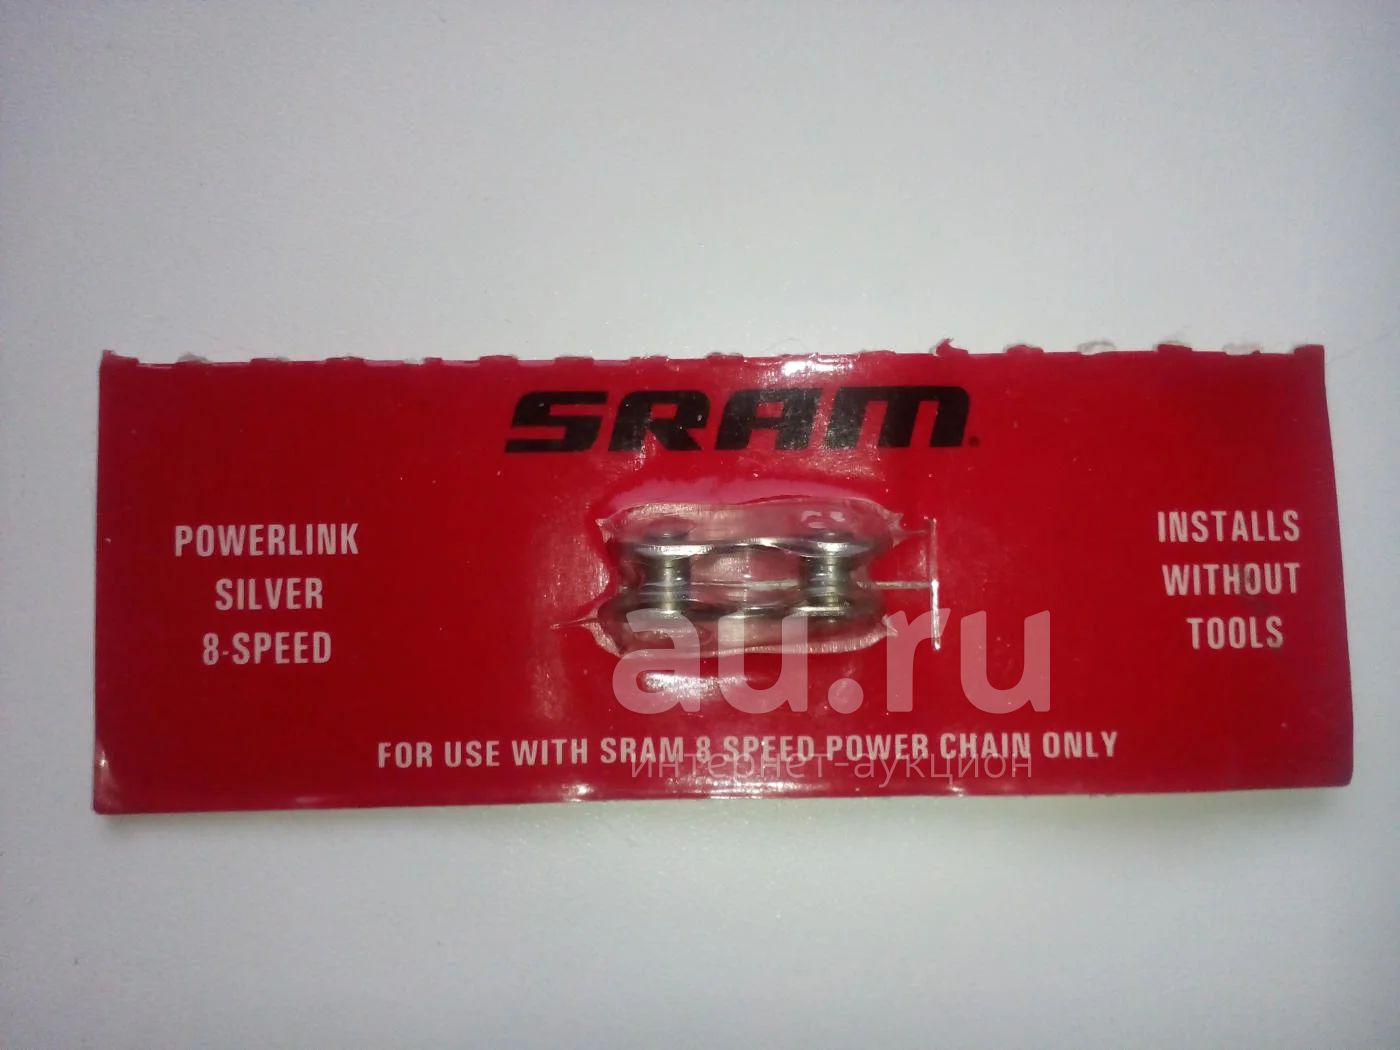 SRAM.
POWERLINK
SILVER
8-SPEED
INSTALLS
WITHOUT
TOOLS
au.ru
FOR USE WITH SRAM 8 SPEED POWER CHAIN ONLY
интернет-аукцион